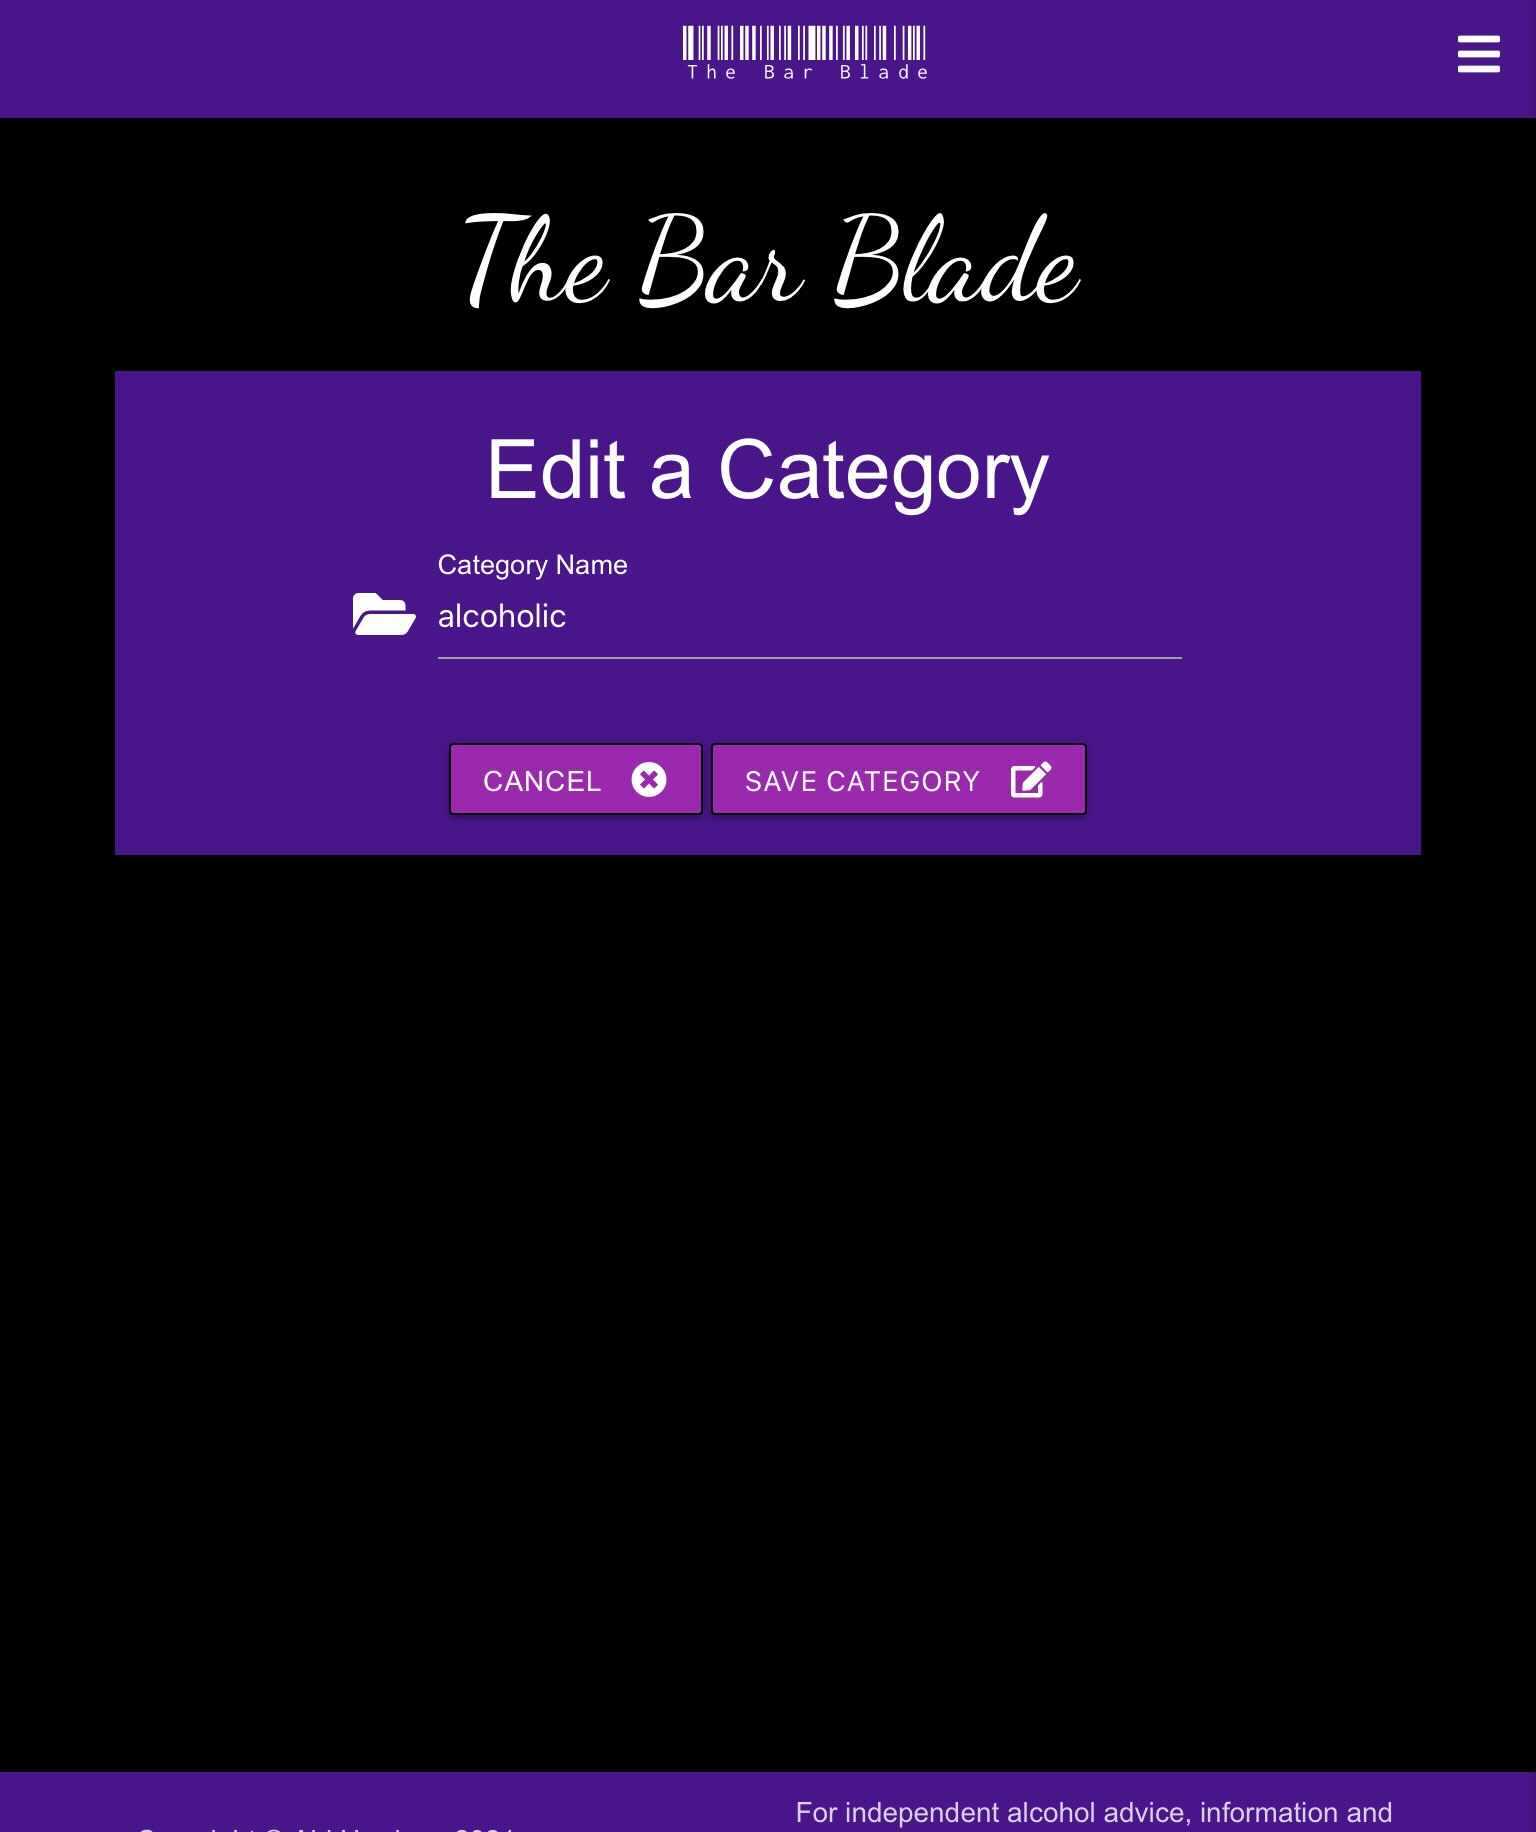 The Bar Blade
The Bar Blade
Edit a Category
Category Name
alcoholic
CANCEL
SAVE CATEGORY
For independent alcohol advice, information and